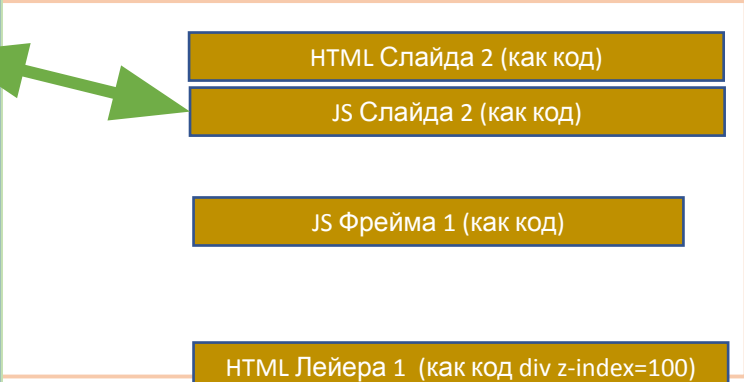 HTML Слайда 2 (как код)
JS Слайда 2 (как код)
JS Фрейма 1 (как код)
HTML Лейера 1 (как код div z-index=100)